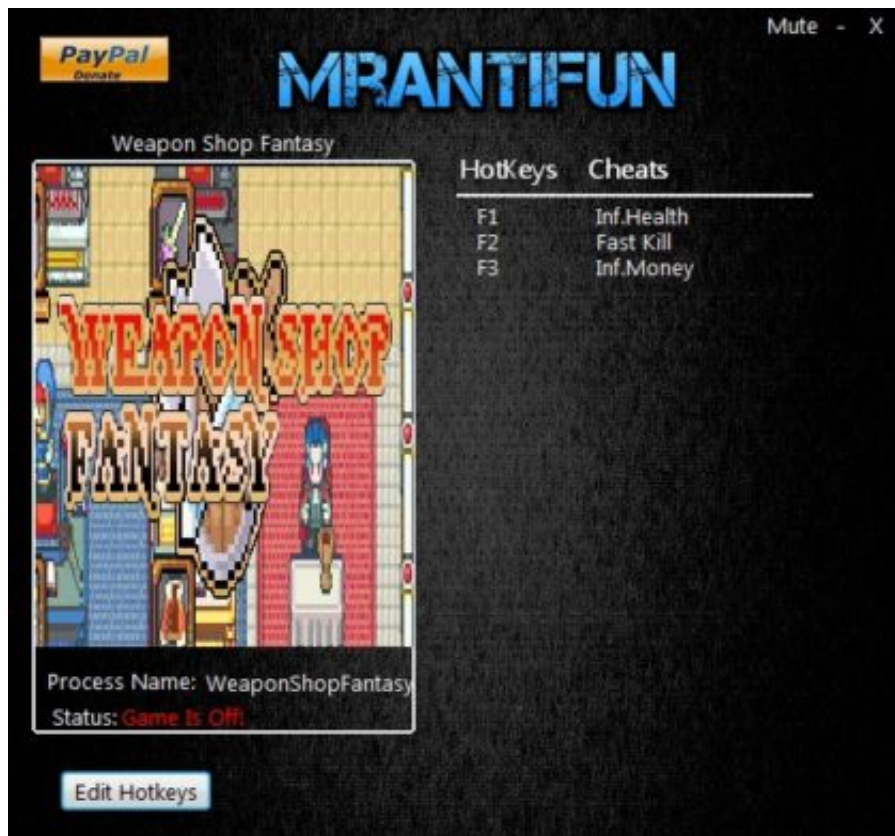 Mute - X
PayPal
Donate
MRANTIFUN
Weapon Shop Fantasy
HotKeys Cheats
F1 Inf.Health
F2 Fast Kill
F3 Inf.Money
WEAPON SHOP
FANTASY
Process Name: WeaponShopFantasy
Status: Game Is Off!
Edit Hotkeys